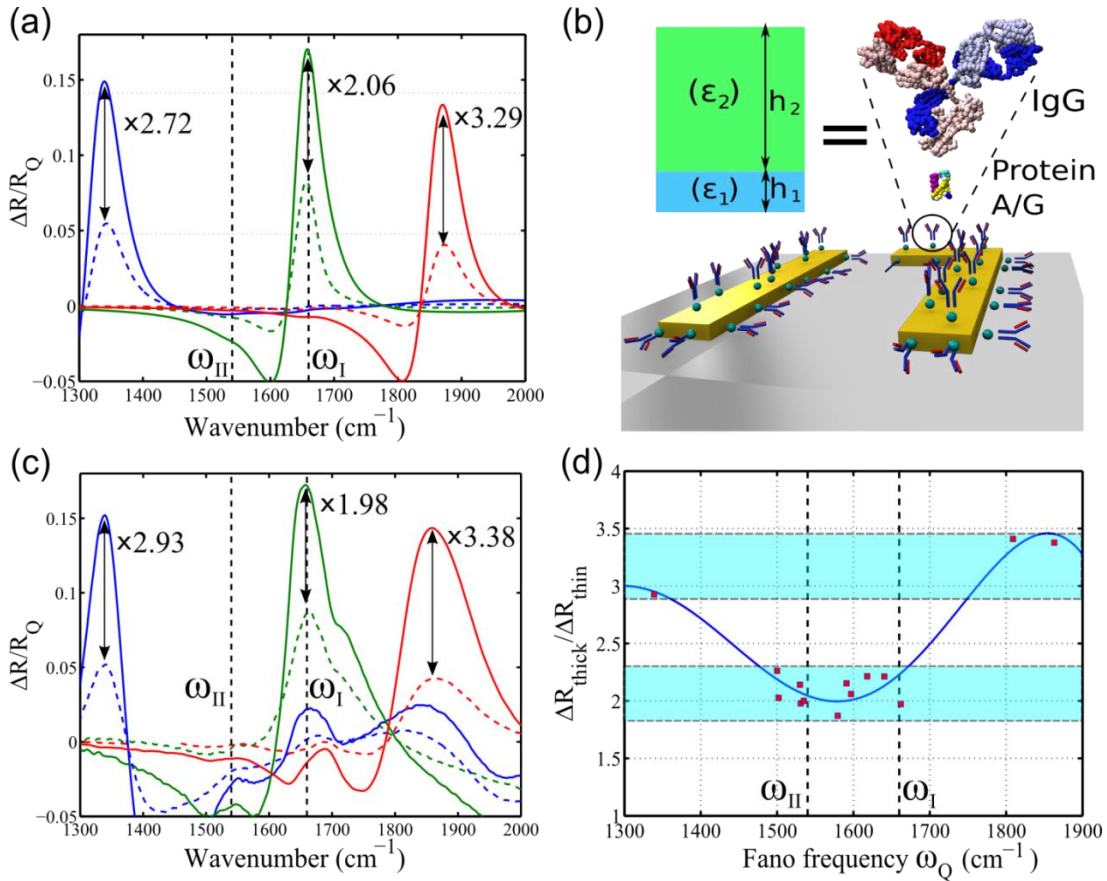 (a)
0.15
0.1
0.05
0
−0.05
ΔR/R_Q
×2.72
×2.06
×3.29
ω_II
ω_I
1300 1400 1500 1600 1700 1800 1900 2000
Wavenumber (cm⁻¹)
(b)
(ε₂)
h₂
(ε₁)
h₁
=
IgG
Protein
A/G
(c)
0.15
0.1
0.05
0
−0.05
ΔR/R_Q
×2.93
×1.98
×3.38
ω_II
ω_I
1300 1400 1500 1600 1700 1800 1900 2000
Wavenumber (cm⁻¹)
(d)
4
3.5
3
2.5
2
1.5
1
ΔR_thick/ΔR_thin
ω_II
ω_I
1300 1400 1500 1600 1700 1800 1900
Fano frequency ω_Q (cm⁻¹)